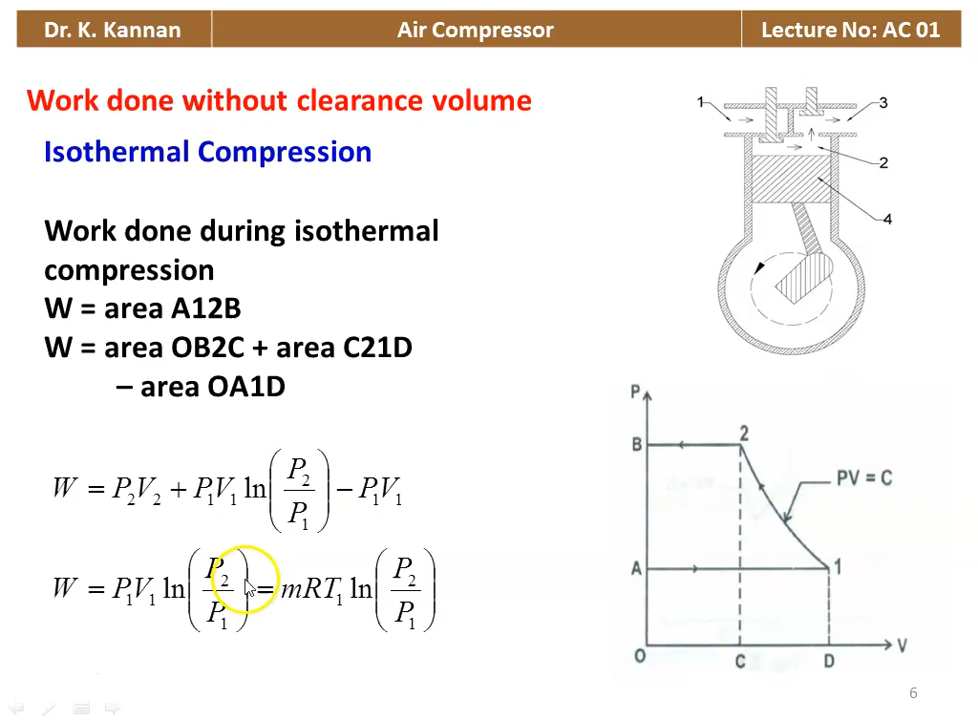 Dr. K. Kannan
Air Compressor
Lecture No: AC 01
Work done without clearance volume
Isothermal Compression
Work done during isothermal
compression
W = area A12B
W = area OB2C + area C21D
– area OA1D
W = P₂V₂ + P₁V₁ ln(P₂/P₁) − P₁V₁
W = P₁V₁ ln(P₂/P₁) = mRT₁ ln(P₂/P₁)
1
3
2
4
P
B
2
PV = C
A
1
O
C
D
V
6